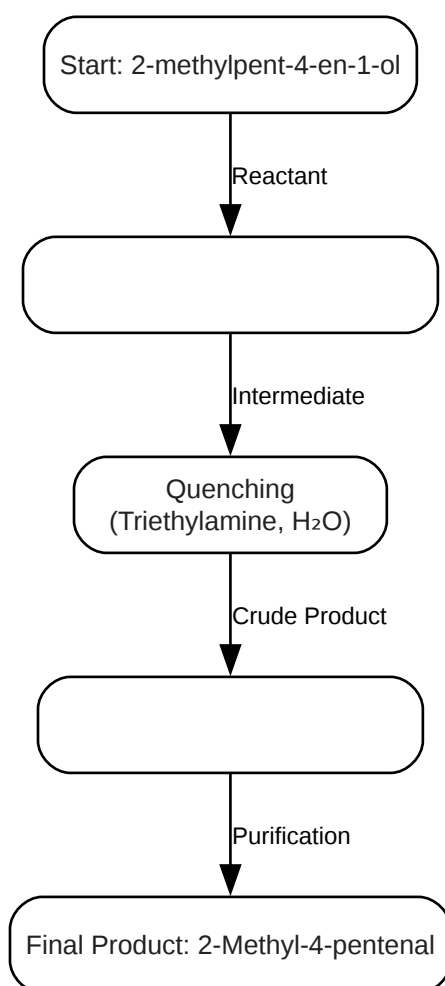 Start: 2-methylpent-4-en-1-ol
Reactant
Intermediate
Quenching
(Triethylamine, H₂O)
Crude Product
Purification
Final Product: 2-Methyl-4-pentenal